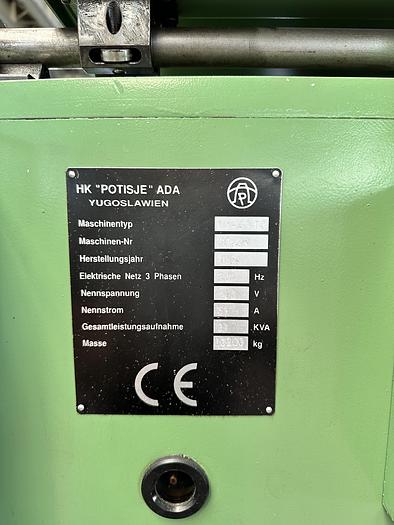 HK "POTISJE" ADA
YUGOSLAWIEN
Maschinentyp
Maschinen-Nr
Herstellungsjahr
Elektrische Netz 3 Phasen Hz
Nennspannung V
Nennstrom A
Gesamtleistungsaufnahme KVA
Masse kg
CE